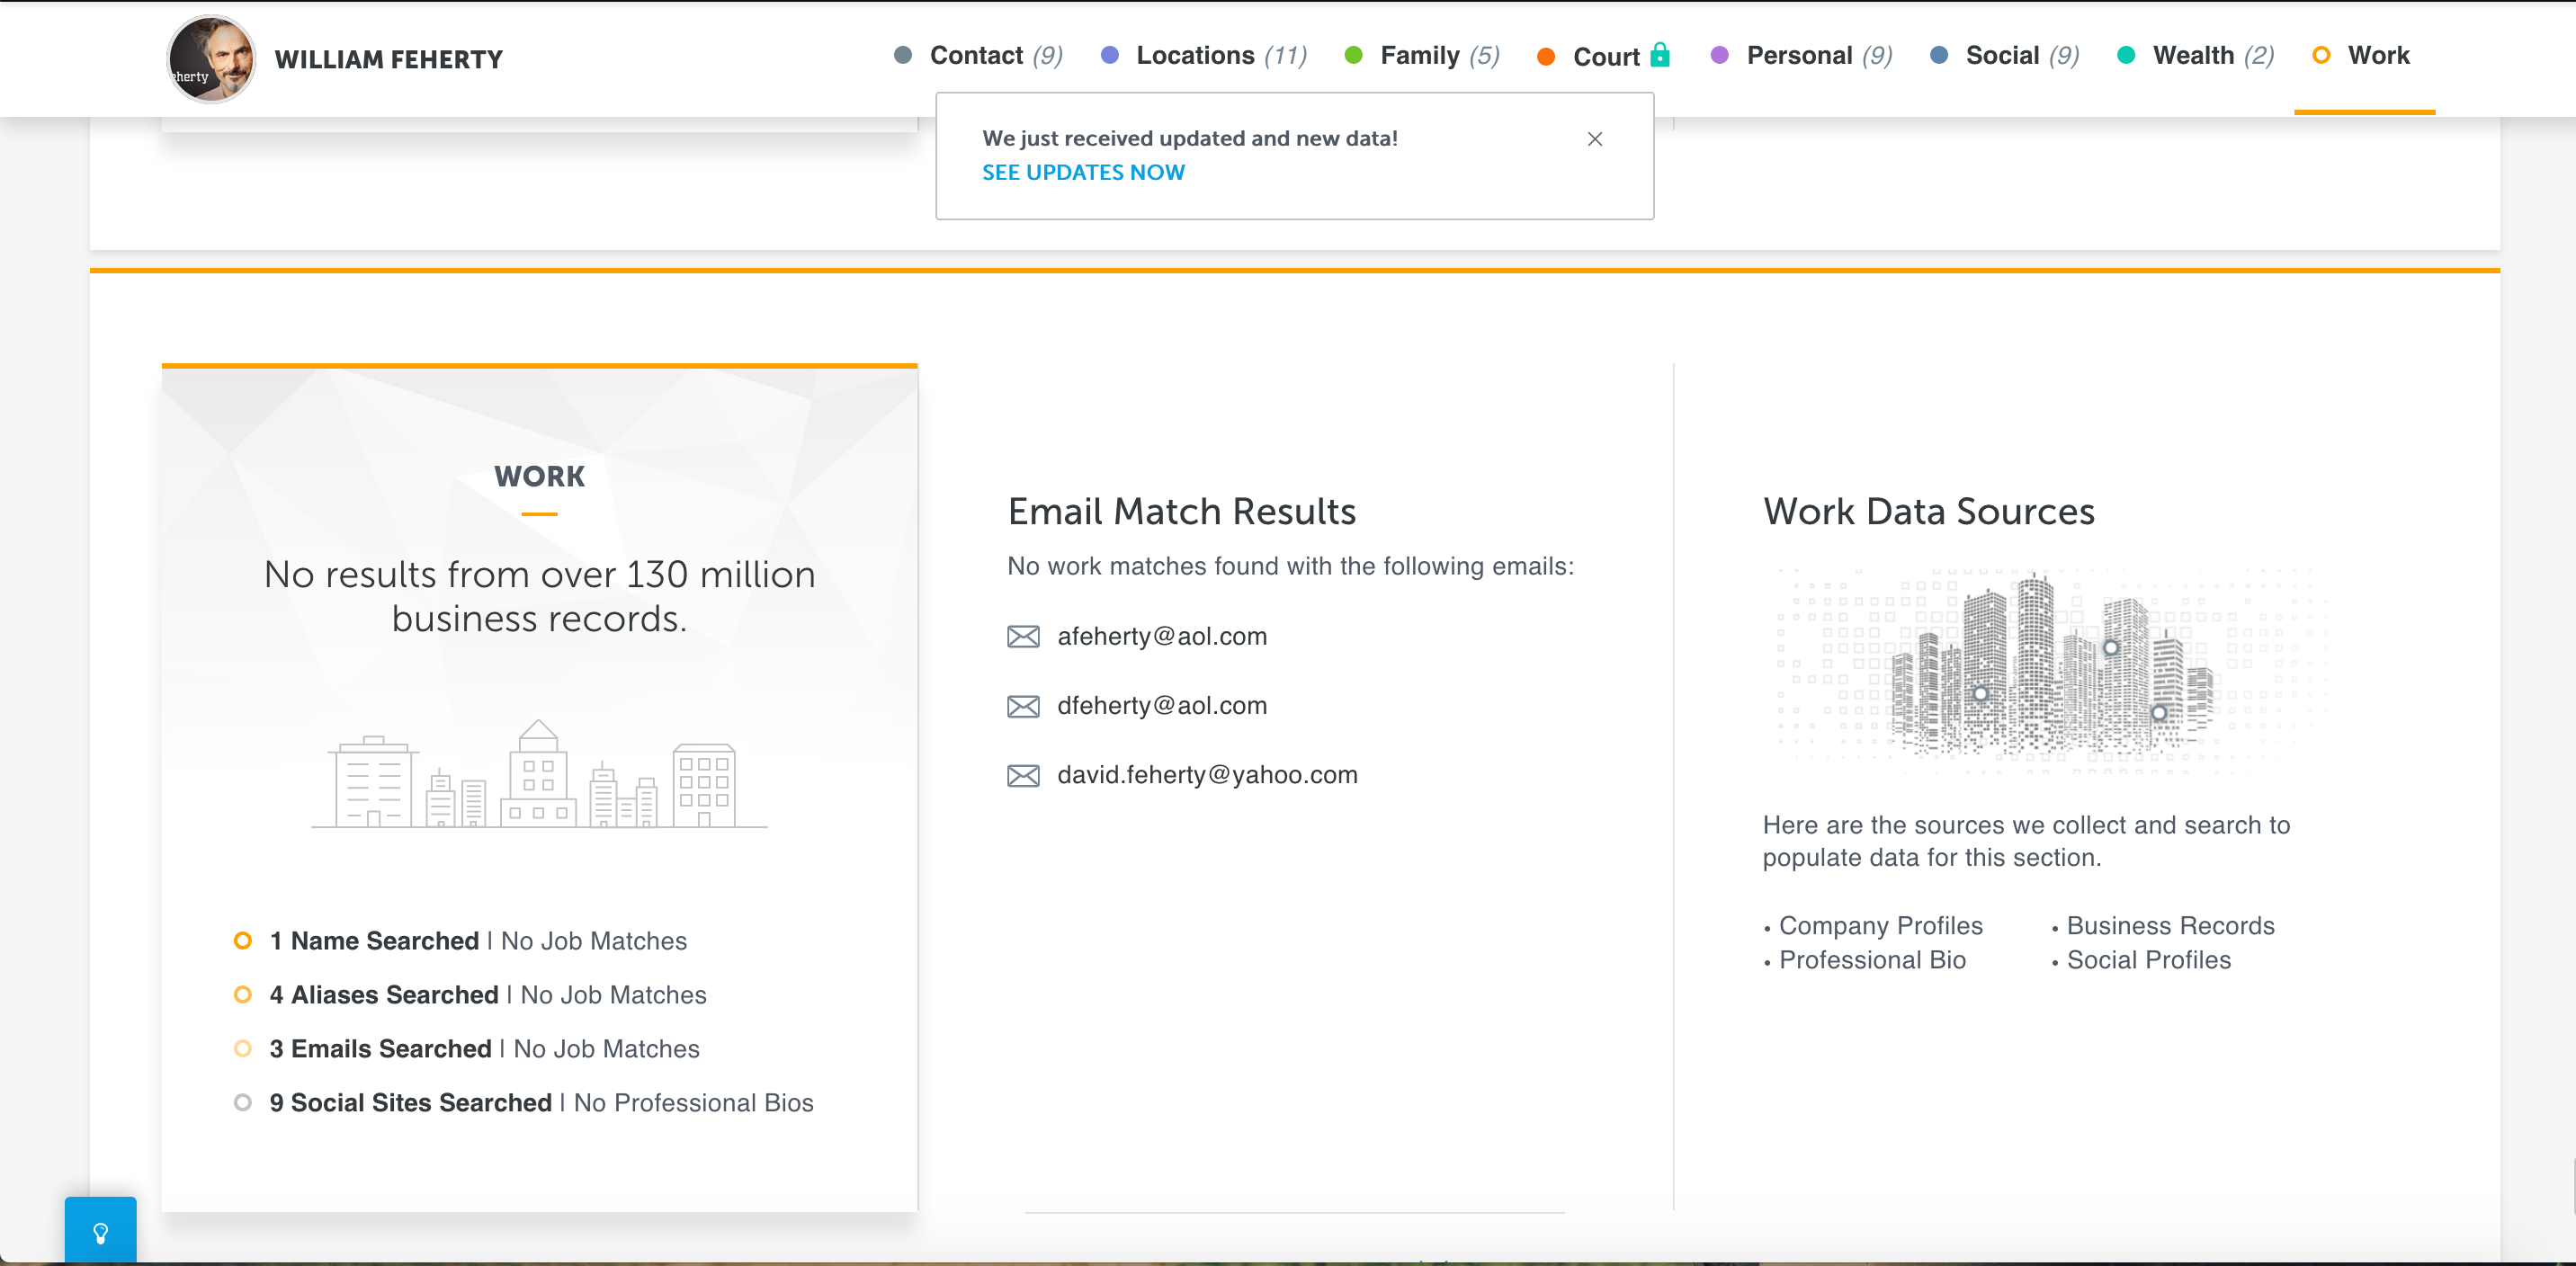 herty
WILLIAM FEHERTY
Contact (9)
Locations (11)
Family (5)
Court
Personal (9)
Social (9)
Wealth (2)
Work
We just received updated and new data!
SEE UPDATES NOW
WORK
No results from over 130 million
business records.
1 Name Searched | No Job Matches
4 Aliases Searched | No Job Matches
3 Emails Searched | No Job Matches
9 Social Sites Searched | No Professional Bios
Email Match Results
No work matches found with the following emails:
afeherty@aol.com
dfeherty@aol.com
david.feherty@yahoo.com
Work Data Sources
Here are the sources we collect and search to
populate data for this section.
• Company Profiles
• Professional Bio
• Business Records
• Social Profiles